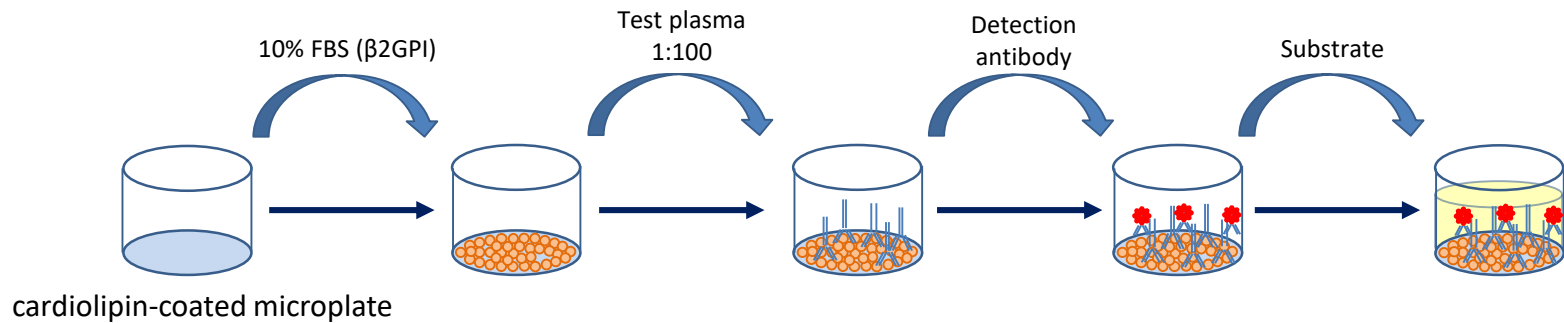 10% FBS (β2GPI)
Test plasma
1:100
Detection
antibody
Substrate
cardiolipin-coated microplate